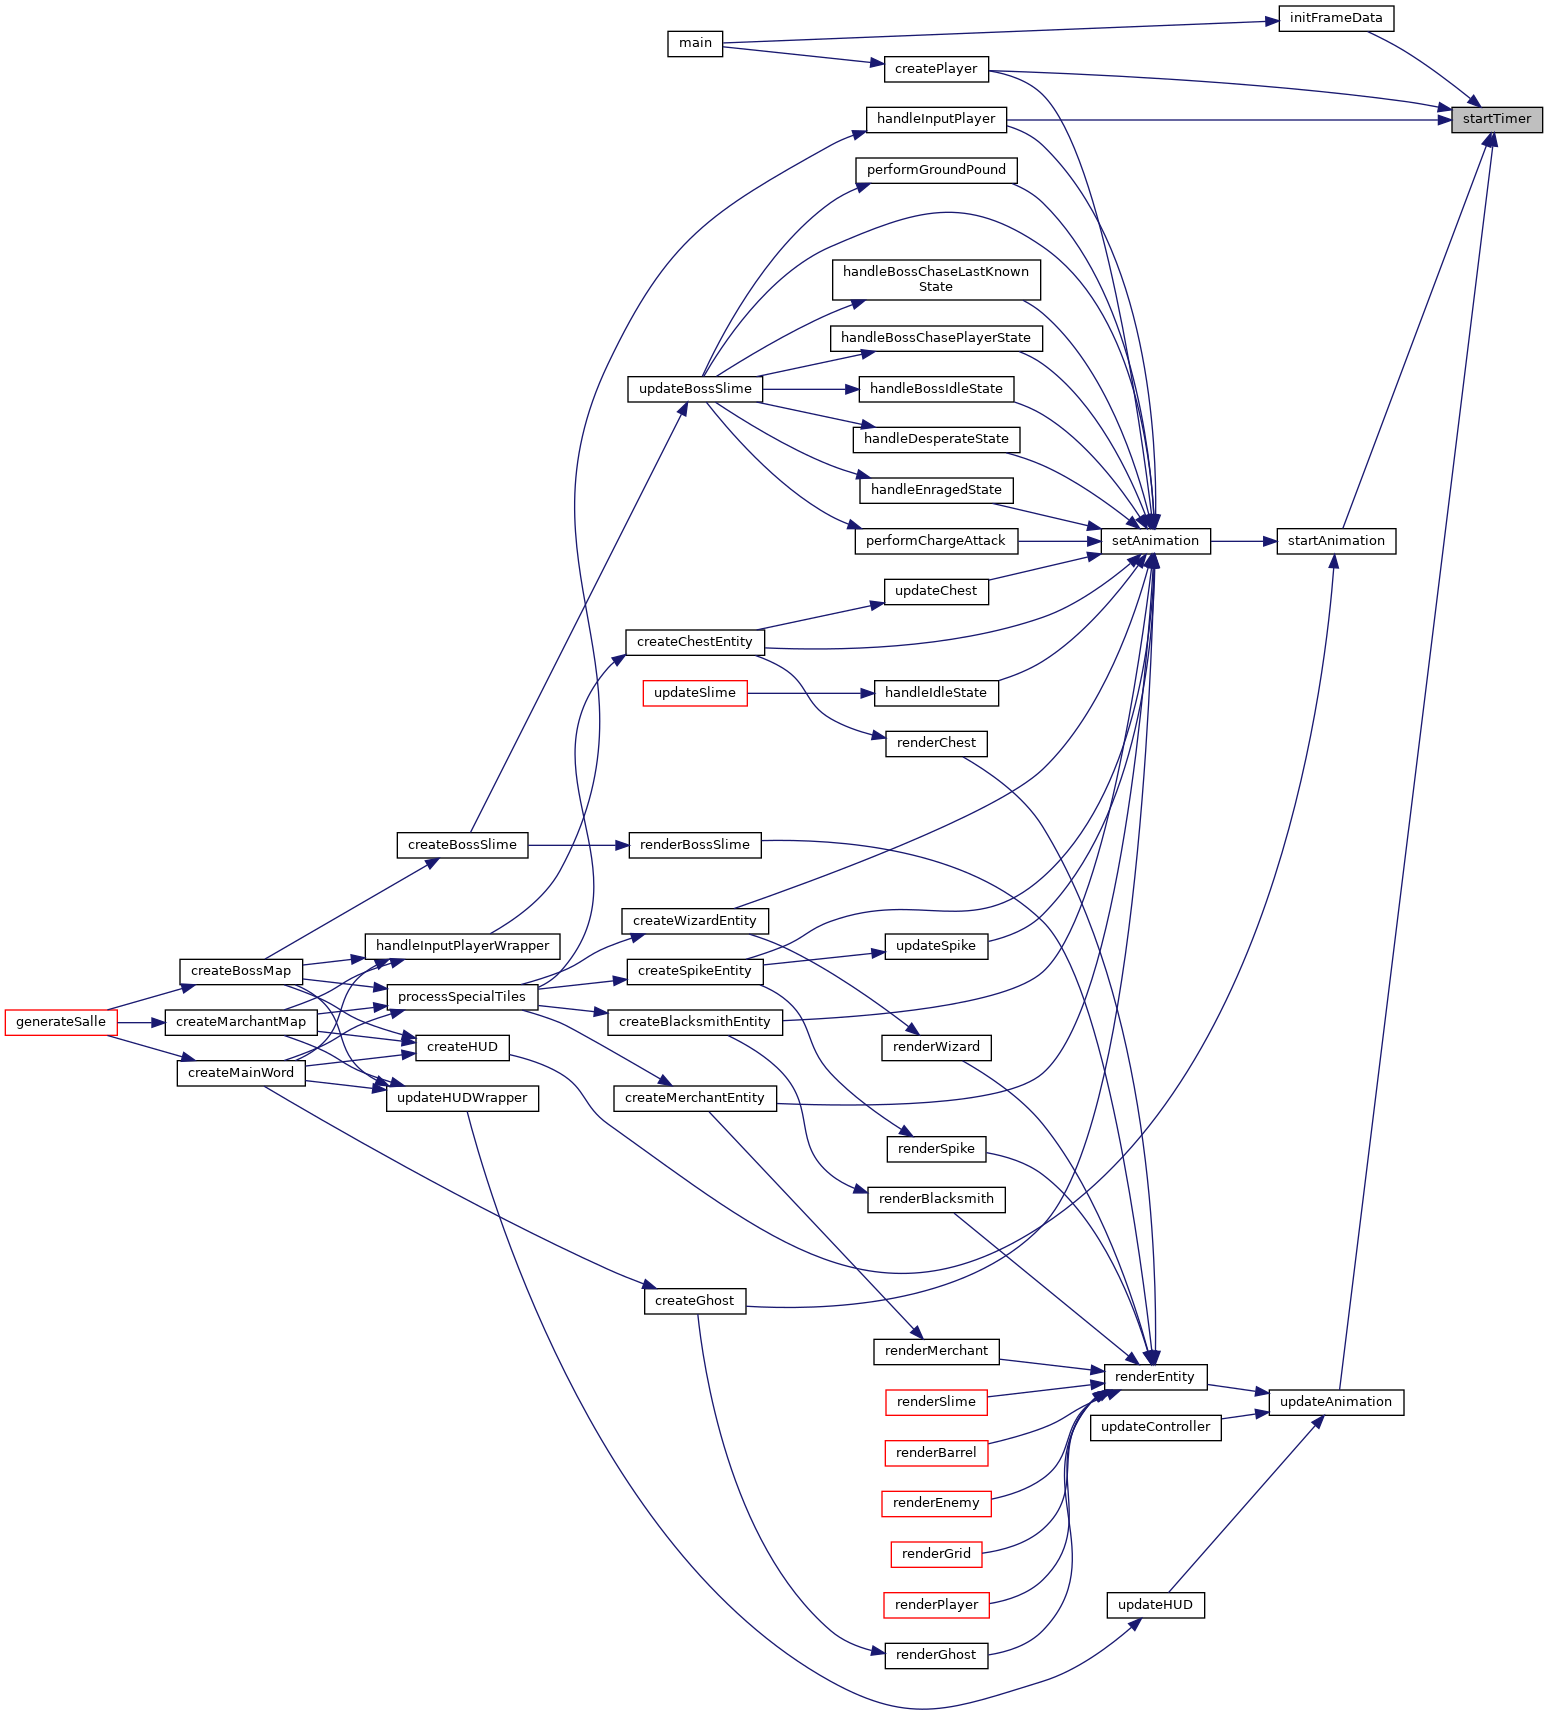 initFrameData
main
createPlayer
startTimer
handleInputPlayer
performGroundPound
handleBossChaseLastKnown
State
handleBossChasePlayerState
updateBossSlime
handleBossIdleState
handleDesperateState
handleEnragedState
performChargeAttack
setAnimation
startAnimation
updateChest
createChestEntity
updateSlime
handleIdleState
renderChest
createBossSlime
renderBossSlime
createWizardEntity
handleInputPlayerWrapper
updateSpike
createBossMap
createSpikeEntity
processSpecialTiles
generateSalle
createMarchantMap
createBlacksmithEntity
createHUD
renderWizard
createMainWord
updateHUDWrapper
createMerchantEntity
renderSpike
renderBlacksmith
createGhost
renderMerchant
renderEntity
renderSlime
updateAnimation
updateController
renderBarrel
renderEnemy
renderGrid
renderPlayer
updateHUD
renderGhost